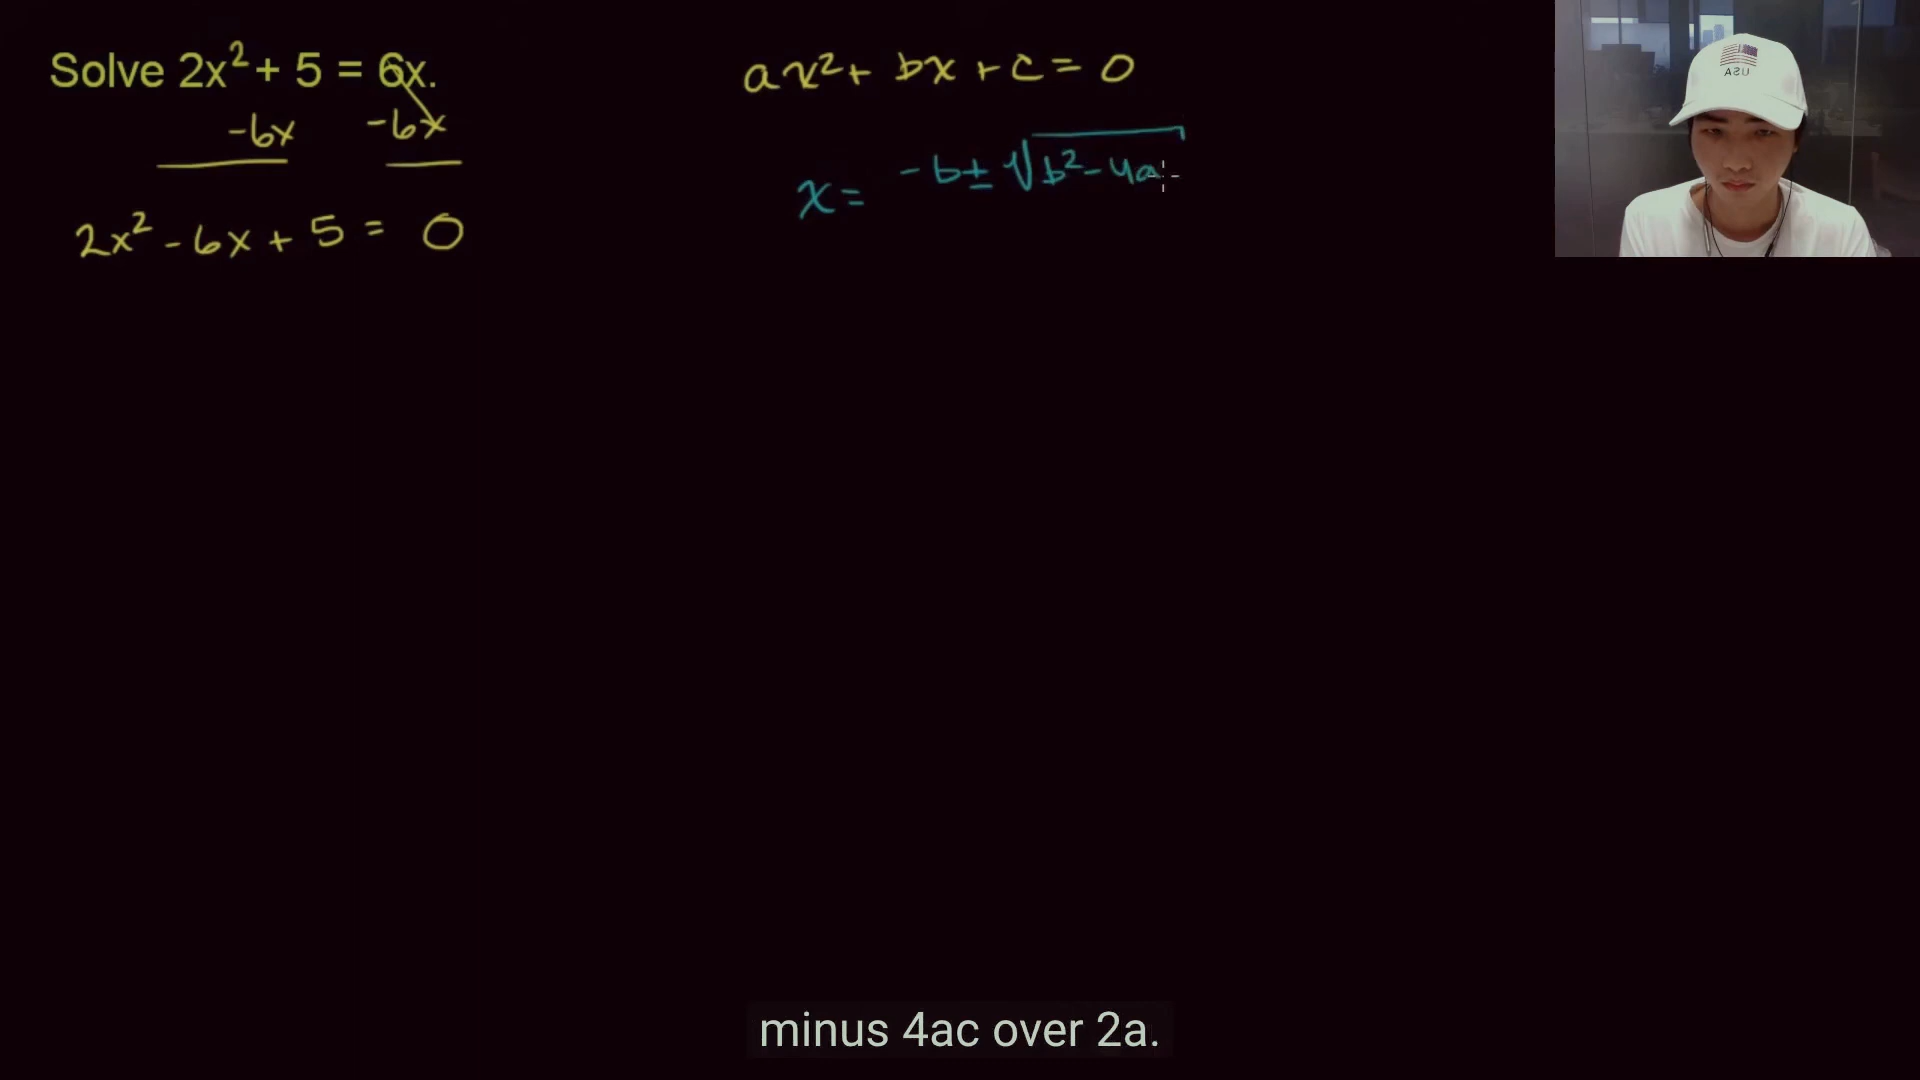 Solve 2x² + 5 = 6x.
-6x -6x
2x² - 6x + 5 = 0
ax² + bx + c = 0
x = -b ± √b² - 4a
USA
minus 4ac over 2a.